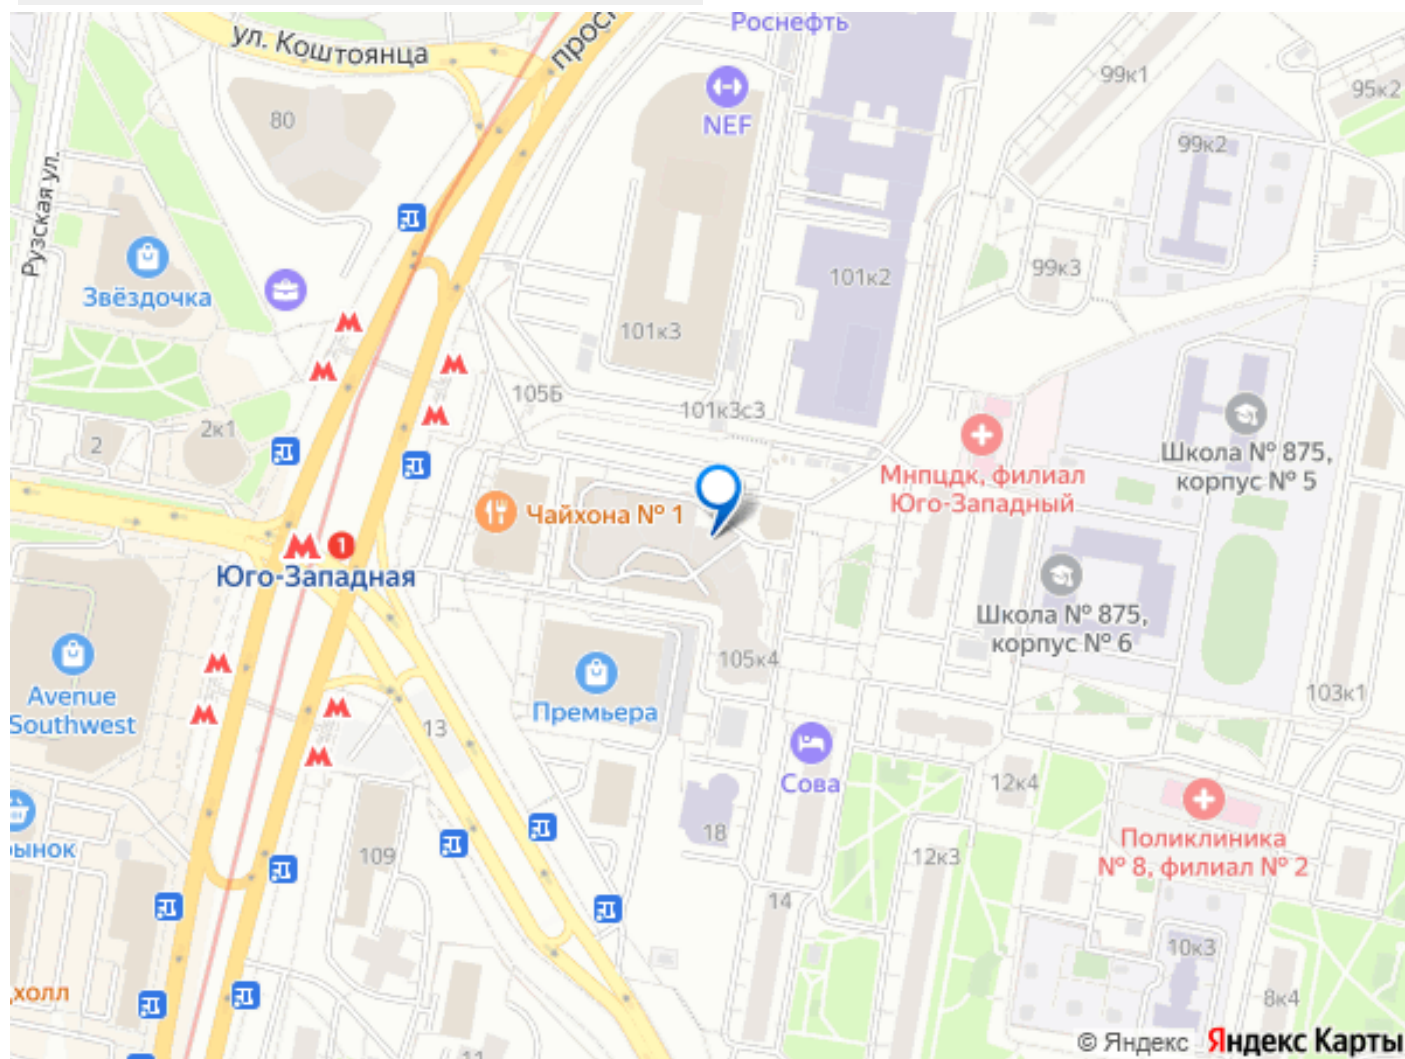 Роснефть
ул. Коштоянца
просп
99к1
95к2
NEF
80
99к2
Рузская ул.
Звёздочка
101к2
99к3
101к3
105Б
101к3с3
2к1
2
Школа № 875,
корпус № 5
Мнпцдк, филиал
Юго-Западный
Чайхона № 1
1
Юго-Западная
Школа № 875,
корпус № 6
105к4
103к1
Avenue
Southwest
Премьера
13
Сова
12к4
18
Поликлиника
№ 8, филиал № 2
ынок
109
12к3
14
10к3
холл
8к4
11
© Яндекс Яндекс Карты